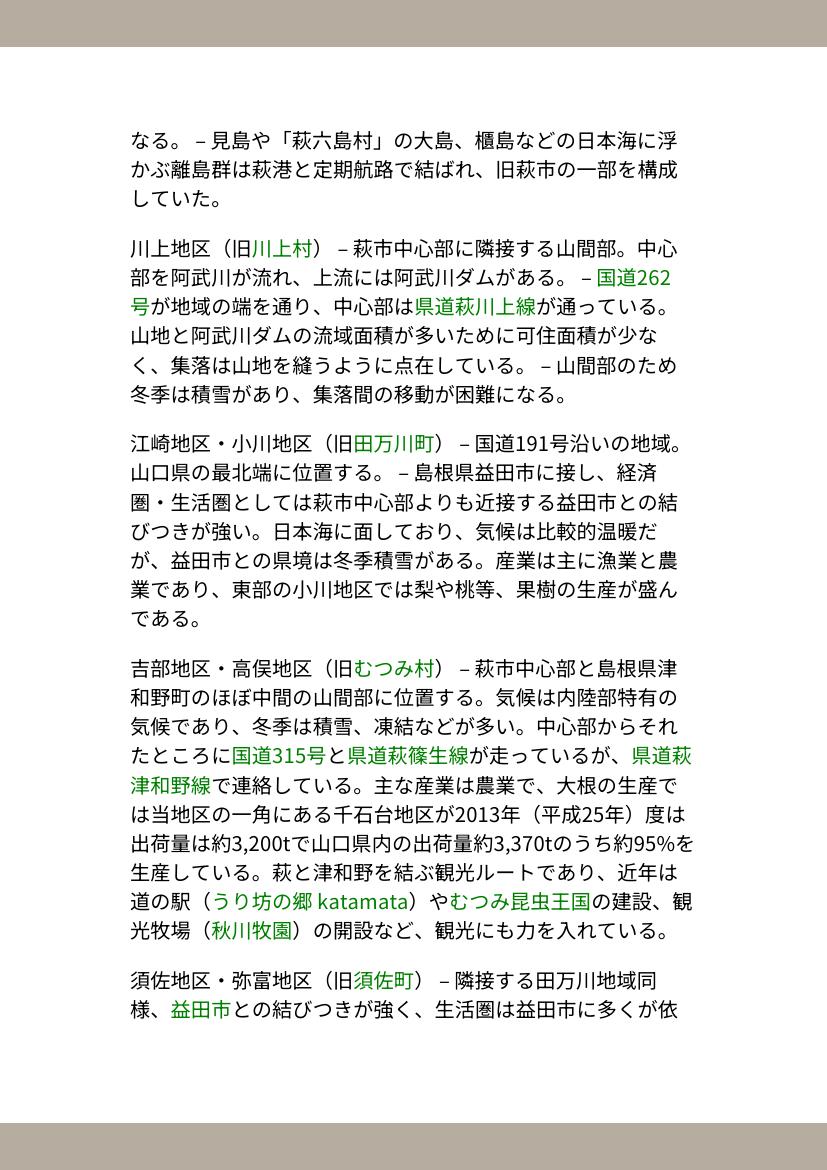 なる。 – 見島や「萩六島村」の大島、櫃島などの日本海に浮
かぶ離島群は萩港と定期航路で結ばれ、旧萩市の一部を構成
していた。
川上地区（旧川上村） – 萩市中心部に隣接する山間部。中心
部を阿武川が流れ、上流には阿武川ダムがある。 – 国道262
号が地域の端を通り、中心部は県道萩川上線が通っている。
山地と阿武川ダムの流域面積が多いために可住面積が少な
く、集落は山地を縫うように点在している。 – 山間部のため
冬季は積雪があり、集落間の移動が困難になる。
江崎地区・小川地区（旧田万川町） – 国道191号沿いの地域。
山口県の最北端に位置する。 – 島根県益田市に接し、経済
圏・生活圏としては萩市中心部よりも近接する益田市との結
びつきが強い。日本海に面しており、気候は比較的温暖だ
が、益田市との県境は冬季積雪がある。産業は主に漁業と農
業であり、東部の小川地区では梨や桃等、果樹の生産が盛ん
である。
吉部地区・高俣地区（旧むつみ村） – 萩市中心部と島根県津
和野町のほぼ中間の山間部に位置する。気候は内陸部特有の
気候であり、冬季は積雪、凍結などが多い。中心部からそれ
たところに国道315号と県道萩篠生線が走っているが、県道萩
津和野線で連絡している。主な産業は農業で、大根の生産で
は当地区の一角にある千石台地区が2013年（平成25年）度は
出荷量は約3,200tで山口県内の出荷量約3,370tのうち約95%を
生産している。萩と津和野を結ぶ観光ルートであり、近年は
道の駅（うり坊の郷 katamata）やむつみ昆虫王国の建設、観
光牧場（秋川牧園）の開設など、観光にも力を入れている。
須佐地区・弥富地区（旧須佐町） – 隣接する田万川地域同
様、益田市との結びつきが強く、生活圏は益田市に多くが依